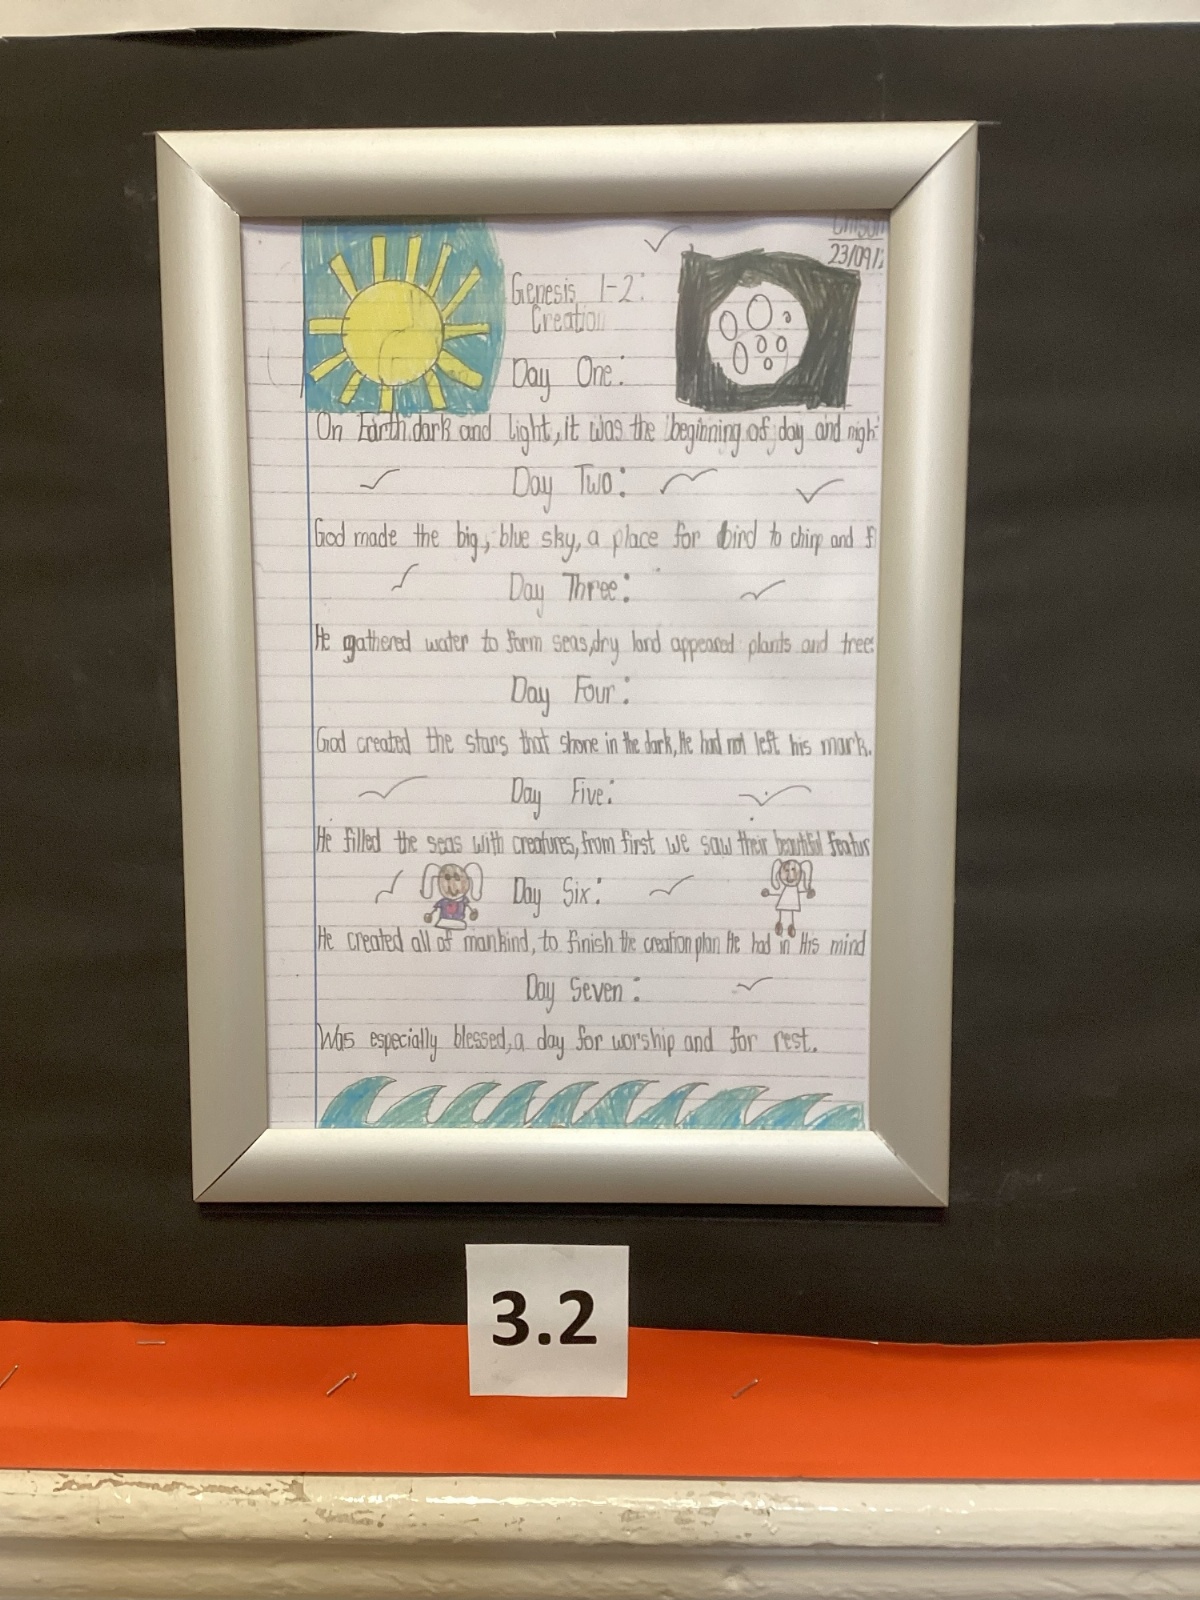 23/09/
Genesis 1-2:
Creation
Day One:
On Earth dark and light, it was the beginning of day and nigh
Day Two:
God made the big, blue sky, a place for bird to chirp and f
Day Three:
He gathered water to form seas, dry land appeared plants and trees
Day Four:
God created the stars that shone in the dark, He had not left his mark.
Day Five:
He filled the seas with creatures, from first we saw their beautiful featus
Day Six:
He created all of mankind, to finish the creation plan He had in His mind
Day Seven:
Was especially blessed, a day for worship and for rest.
3.2